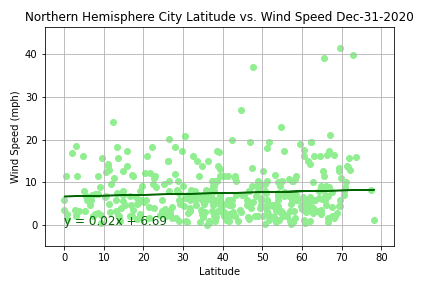 Northern Hemisphere City Latitude vs. Wind Speed Dec-31-2020
Wind Speed (mph)
40
30
20
10
0
y = 0.02x + 6.69
0 10 20 30 40 50 60 70 80
Latitude